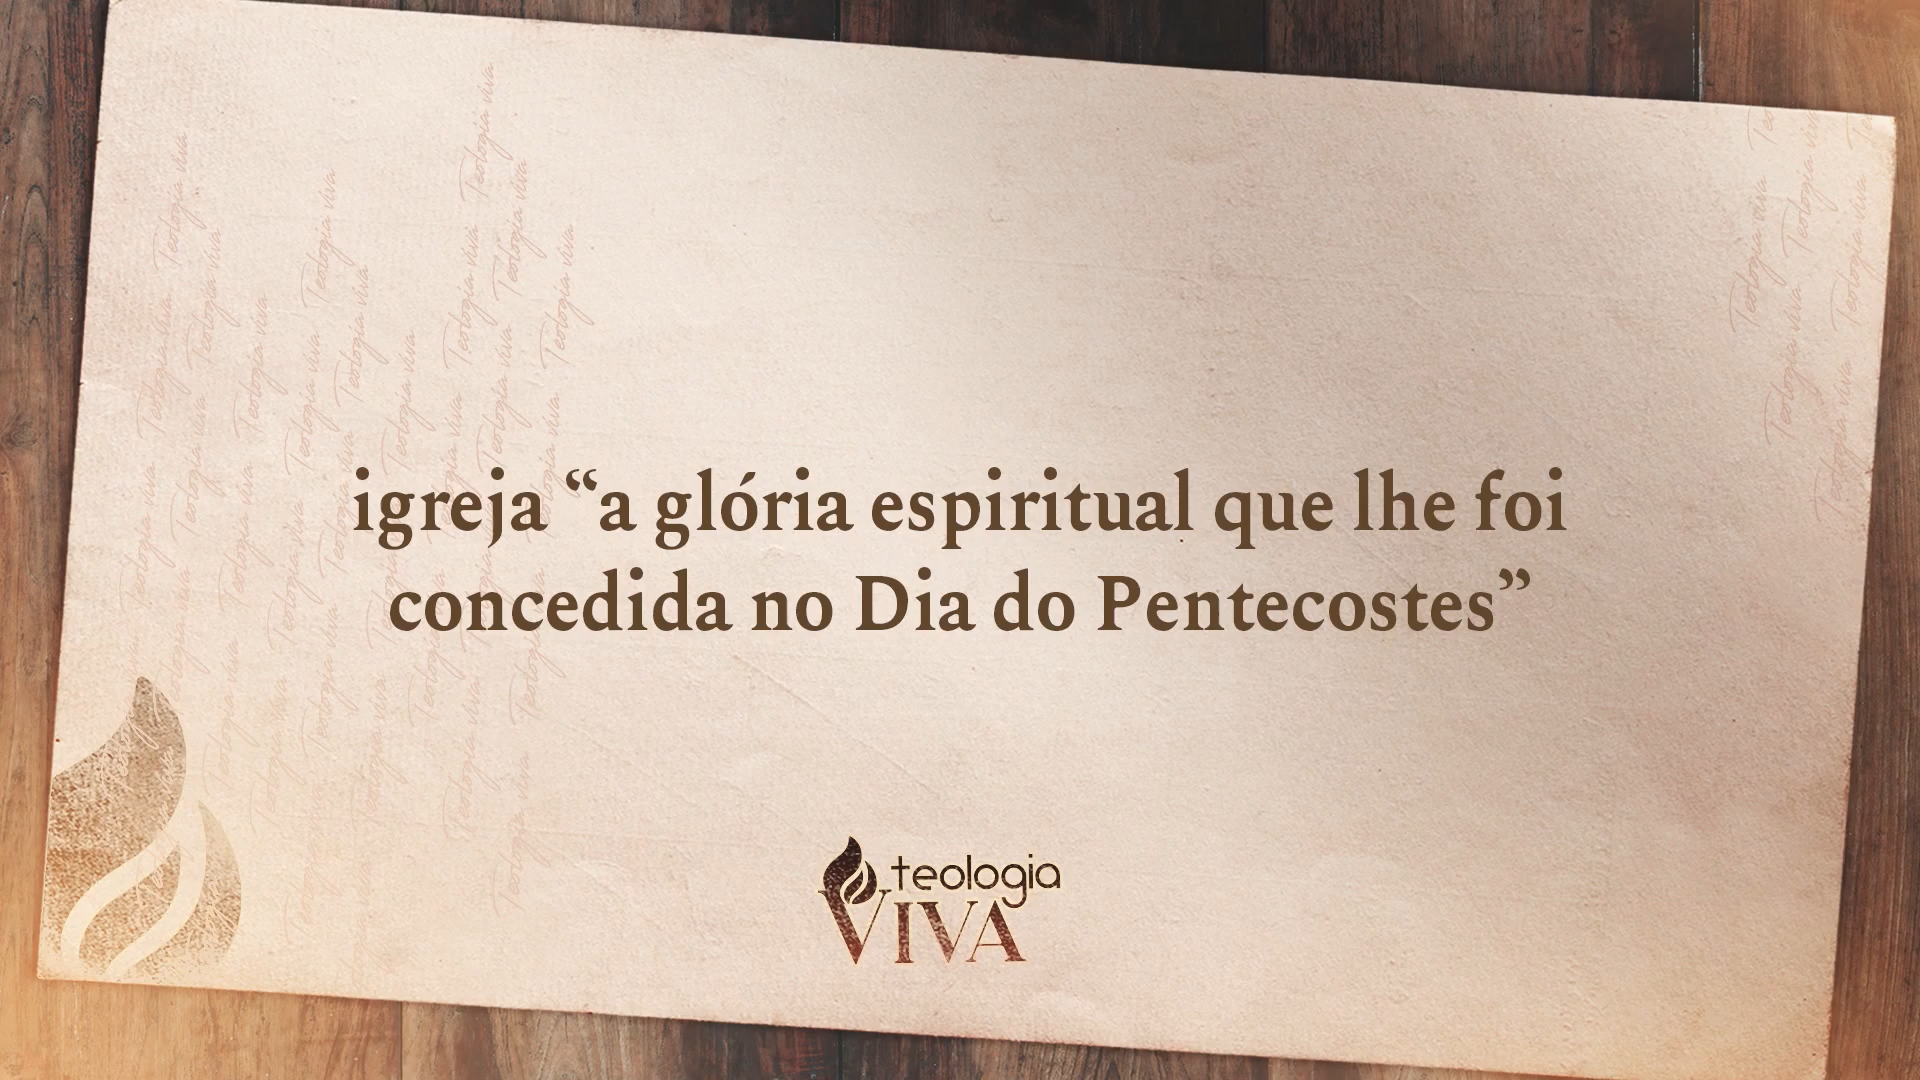 igreja “a glória espiritual que lhe foi
concedida no Dia do Pentecostes”
teologia
VIVA